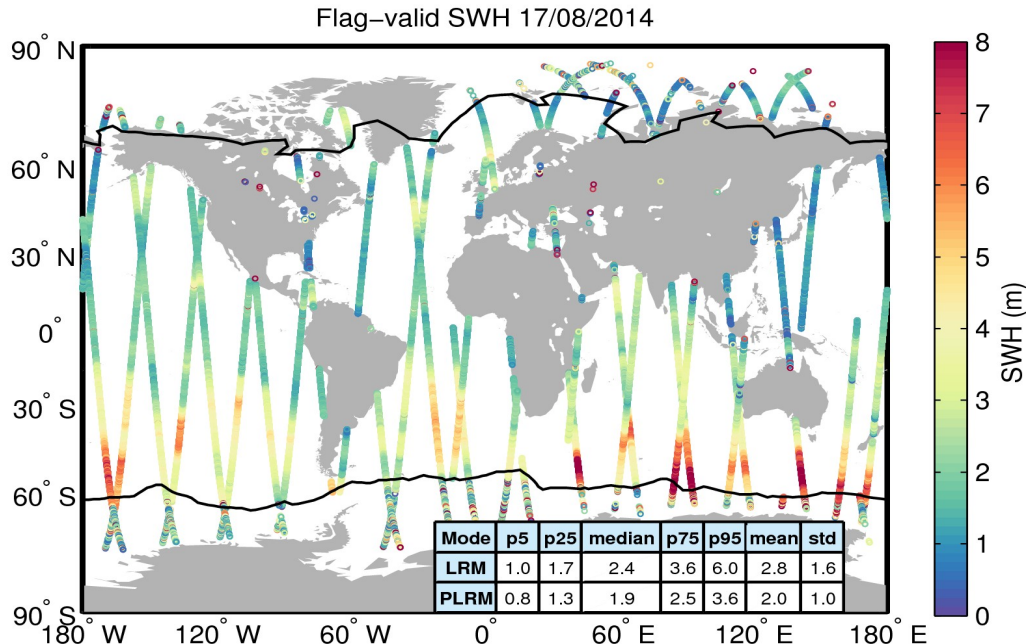 Flag-valid SWH 17/08/2014
90° N
60° N
30° N
0°
30° S
60° S
90° S
180° W
120° W
60° W
0°
60° E
120° E
180° E
8
7
6
5
4
3
2
1
0
SWH (m)
Mode p5 p25 median p75 p95 mean std
LRM 1.0 1.7 2.4 3.6 6.0 2.8 1.6
PLRM 0.8 1.3 1.9 2.5 3.6 2.0 1.0